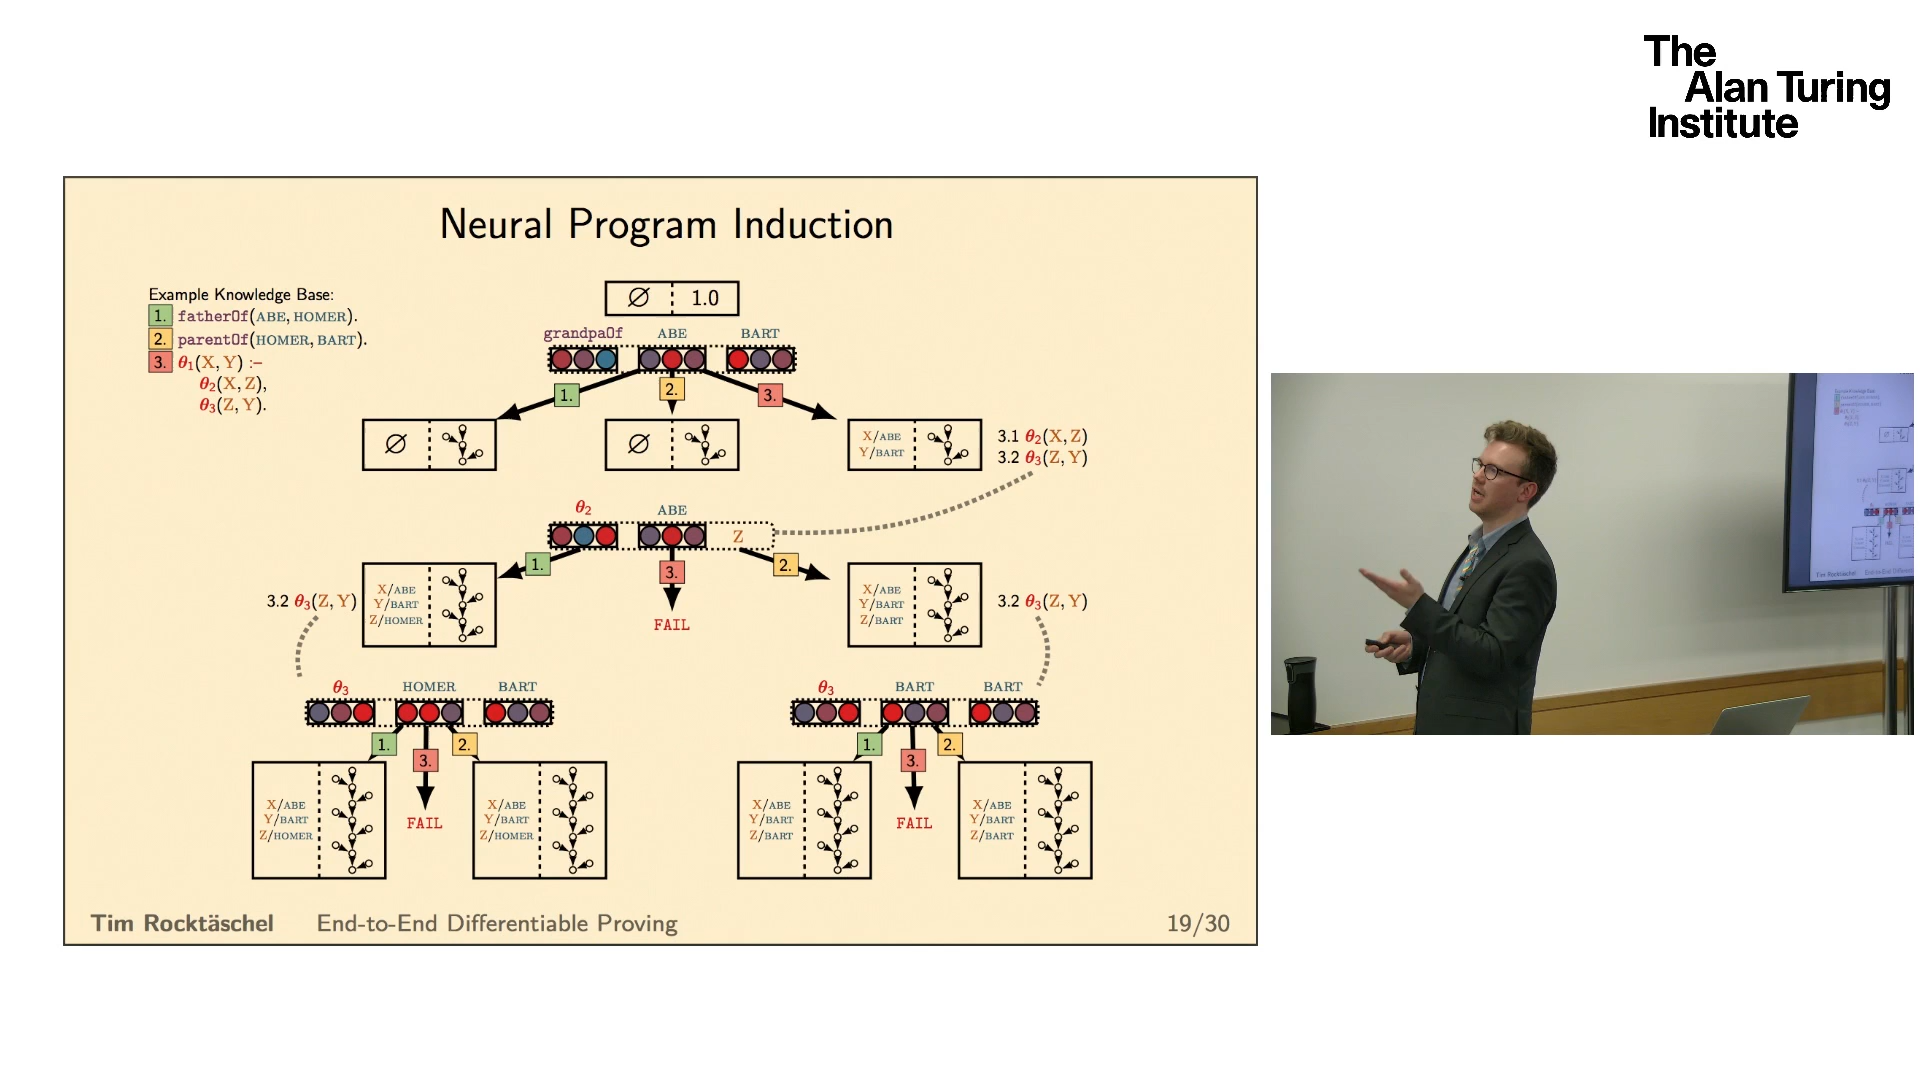 The
Alan Turing
Institute
Neural Program Induction
Example Knowledge Base:
1. fatherOf(ABE, HOMER).
2. parentOf(HOMER, BART).
3. θ1(X, Y) :–
θ2(X, Z),
θ3(Z, Y).
∅ 1.0
grandpaOf ABE BART
1. 2. 3.
∅ ∅ X/ABE
Y/BART
3.1 θ2(X, Z)
3.2 θ3(Z, Y)
θ2 ABE
Z
1. 3. 2.
FAIL
3.2 θ3(Z, Y)
X/ABE
Y/BART
Z/HOMER
X/ABE
Y/BART
Z/BART
3.2 θ3(Z, Y)
θ3 HOMER BART
1. 3. 2.
X/ABE
Y/BART
Z/HOMER
FAIL
X/ABE
Y/BART
Z/HOMER
θ3 BART BART
1. 3. 2.
X/ABE
Y/BART
Z/BART
FAIL
X/ABE
Y/BART
Z/BART
Tim Rocktäschel End-to-End Differentiable Proving 19/30